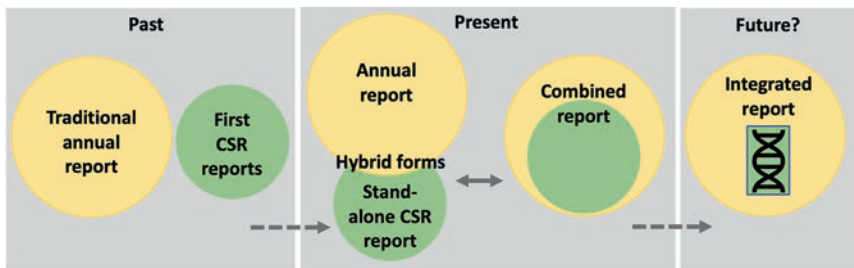 Past
Traditional
annual
report
First
CSR
reports
Present
Annual
report
Hybrid forms
Stand-
alone CSR
report
Combined
report
Future?
Integrated
report